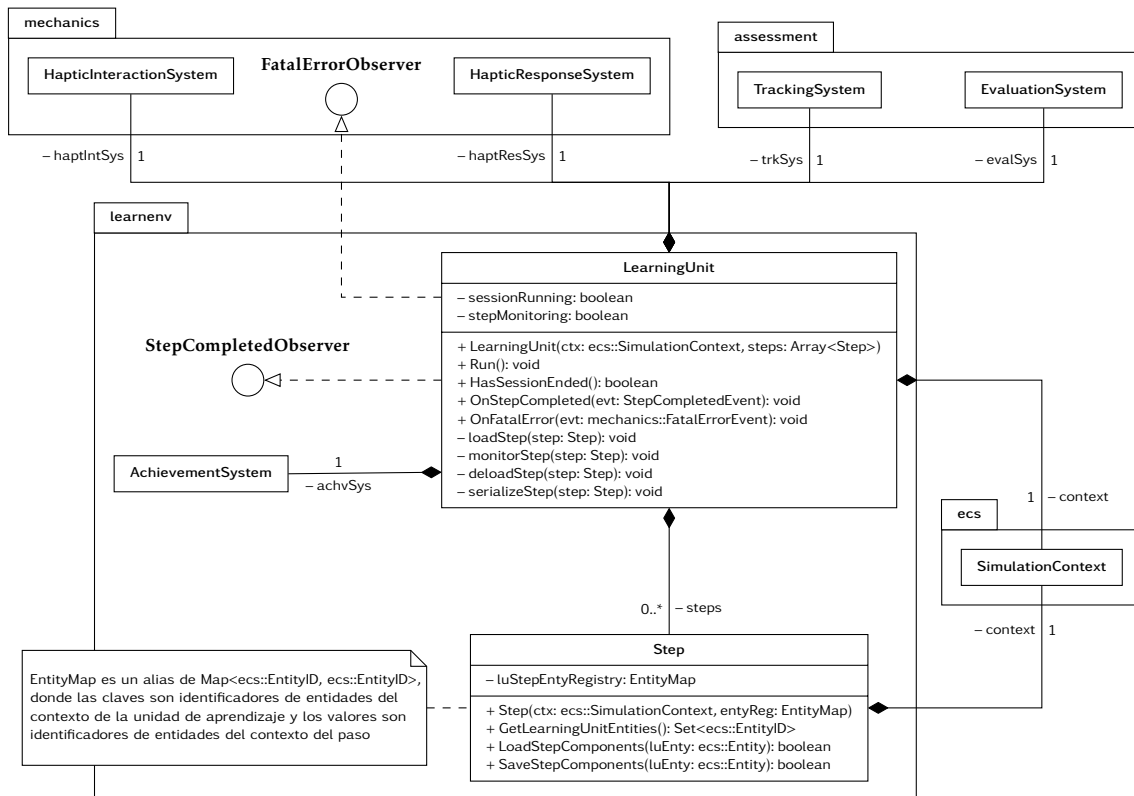 mechanics
HapticInteractionSystem
FatalErrorObserver
HapticResponseSystem
assessment
TrackingSystem
EvaluationSystem
– haptIntSys
1
– haptResSys
1
– trkSys
1
– evalSys
1
learnenv
LearningUnit
– sessionRunning: boolean
– stepMonitoring: boolean
+ LearningUnit(ctx: ecs::SimulationContext, steps: Array<Step>)
+ Run(): void
+ HasSessionEnded(): boolean
+ OnStepCompleted(evt: StepCompletedEvent): void
+ OnFatalError(evt: mechanics::FatalErrorEvent): void
– loadStep(step: Step): void
– monitorStep(step: Step): void
– deloadStep(step: Step): void
– serializeStep(step: Step): void
StepCompletedObserver
AchievementSystem
1
– achvSys
1
– context
ecs
SimulationContext
– context
1
0..*
– steps
Step
– luStepEntyRegistry: EntityMap
+ Step(ctx: ecs::SimulationContext, entyReg: EntityMap)
+ GetLearningUnitEntities(): Set<ecs::EntityID>
+ LoadStepComponents(luEnty: ecs::Entity): boolean
+ SaveStepComponents(luEnty: ecs::Entity): boolean
EntityMap es un alias de Map<ecs::EntityID, ecs::EntityID>,
donde las claves son identificadores de entidades del
contexto de la unidad de aprendizaje y los valores son
identificadores de entidades del contexto del paso